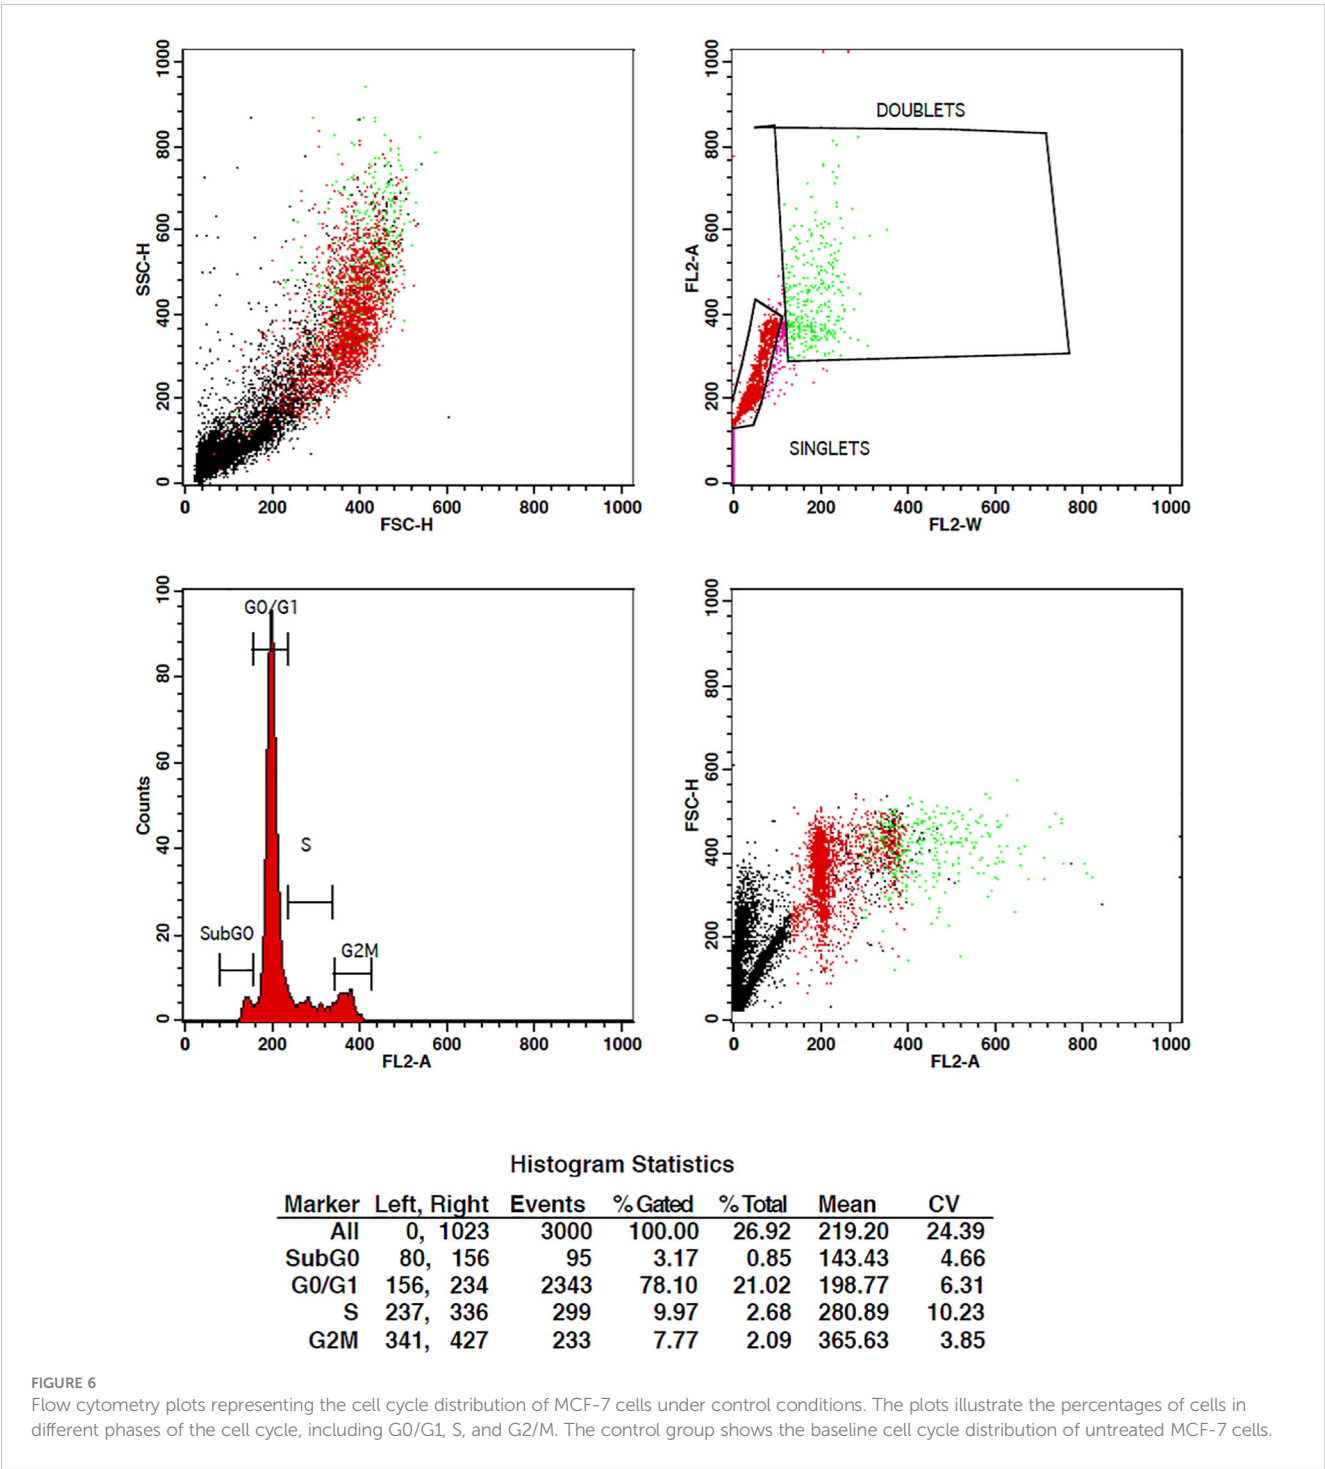 1000
800
600
400
200
0
SSC-H
0 200 400 600 800 1000
FSC-H
1000
800
600
400
200
0
FL2-A
DOUBLETS
SINGLETS
0 200 400 600 800 1000
FL2-W
100
80
60
40
20
0
Counts
G0/G1
S
SubG0
G2M
0 200 400 600 800 1000
FL2-A
1000
800
600
400
200
0
FSC-H
0 200 400 600 800 1000
FL2-A
Histogram Statistics
Marker Left, Right Events % Gated % Total Mean CV
All 0, 1023 3000 100.00 26.92 219.20 24.39
SubG0 80, 156 95 3.17 0.85 143.43 4.66
G0/G1 156, 234 2343 78.10 21.02 198.77 6.31
S 237, 336 299 9.97 2.68 280.89 10.23
G2M 341, 427 233 7.77 2.09 365.63 3.85
FIGURE 6
Flow cytometry plots representing the cell cycle distribution of MCF-7 cells under control conditions. The plots illustrate the percentages of cells in
different phases of the cell cycle, including G0/G1, S, and G2/M. The control group shows the baseline cell cycle distribution of untreated MCF-7 cells.